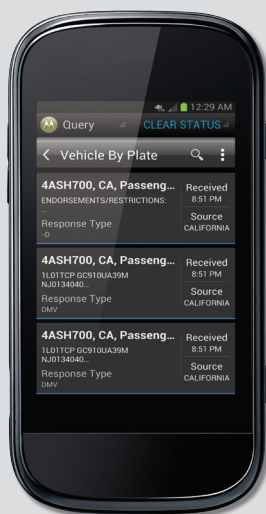 12:29 AM
Query CLEAR STATUS
Vehicle By Plate
4ASH700, CA, Passeng... Received
ENDORSEMENTS/RESTRICTIONS: 8:51 PM
...
Source
Response Type CALIFORNIA
-D
4ASH700, CA, Passeng... Received
1L01TCP GC910UA39M 8:51 PM
NJ0134040...
Source
Response Type CALIFORNIA
DMV
4ASH700, CA, Passeng... Received
1L01TCP GC910UA39M 8:51 PM
NJ0134040...
Source
Response Type CALIFORNIA
DMV